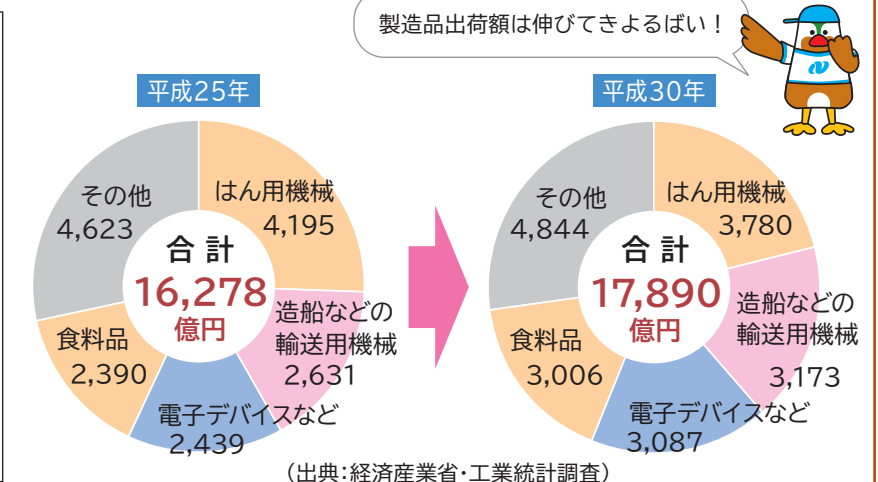 製造品出荷額は伸びてきよるばい！
平成25年
その他
4,623
はん用機械
4,195
合計
16,278
億円
造船などの
輸送用機械
2,631
食料品
2,390
電子デバイスなど
2,439
平成30年
その他
4,844
はん用機械
3,780
合計
17,890
億円
造船などの
輸送用機械
3,173
食料品
3,006
電子デバイスなど
3,087
（出典：経済産業省・工業統計調査）